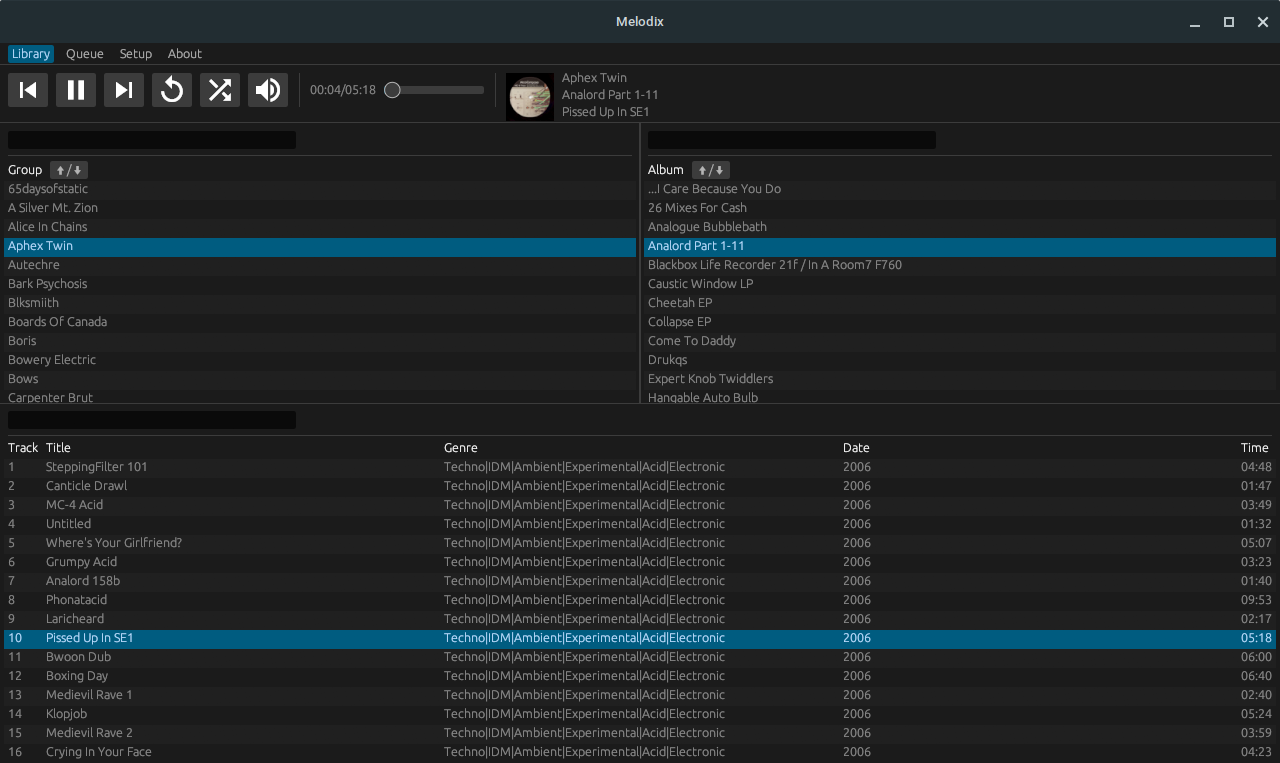 Melodix
Library Queue Setup About
00:04/05:18
Aphex Twin
Analord Part 1-11
Pissed Up In SE1
Group /
65daysofstatic
A Silver Mt. Zion
Alice In Chains
Aphex Twin
Autechre
Bark Psychosis
Blksmiith
Boards Of Canada
Boris
Bowery Electric
Bows
Carpenter Brut
Album /
...I Care Because You Do
26 Mixes For Cash
Analogue Bubblebath
Analord Part 1-11
Blackbox Life Recorder 21f / In A Room7 F760
Caustic Window LP
Cheetah EP
Collapse EP
Come To Daddy
Drukqs
Expert Knob Twiddlers
Hangable Auto Bulb
Track Title Genre Date Time
1 SteppingFilter 101 Techno|IDM|Ambient|Experimental|Acid|Electronic 2006 04:48
2 Canticle Drawl Techno|IDM|Ambient|Experimental|Acid|Electronic 2006 01:47
3 MC-4 Acid Techno|IDM|Ambient|Experimental|Acid|Electronic 2006 03:49
4 Untitled Techno|IDM|Ambient|Experimental|Acid|Electronic 2006 01:32
5 Where's Your Girlfriend? Techno|IDM|Ambient|Experimental|Acid|Electronic 2006 05:07
6 Grumpy Acid Techno|IDM|Ambient|Experimental|Acid|Electronic 2006 03:23
7 Analord 158b Techno|IDM|Ambient|Experimental|Acid|Electronic 2006 01:40
8 Phonatacid Techno|IDM|Ambient|Experimental|Acid|Electronic 2006 09:53
9 Laricheard Techno|IDM|Ambient|Experimental|Acid|Electronic 2006 02:17
10 Pissed Up In SE1 Techno|IDM|Ambient|Experimental|Acid|Electronic 2006 05:18
11 Bwoon Dub Techno|IDM|Ambient|Experimental|Acid|Electronic 2006 06:00
12 Boxing Day Techno|IDM|Ambient|Experimental|Acid|Electronic 2006 06:40
13 Medievil Rave 1 Techno|IDM|Ambient|Experimental|Acid|Electronic 2006 02:40
14 Klopjob Techno|IDM|Ambient|Experimental|Acid|Electronic 2006 05:24
15 Medievil Rave 2 Techno|IDM|Ambient|Experimental|Acid|Electronic 2006 03:59
16 Crying In Your Face Techno|IDM|Ambient|Experimental|Acid|Electronic 2006 04:23